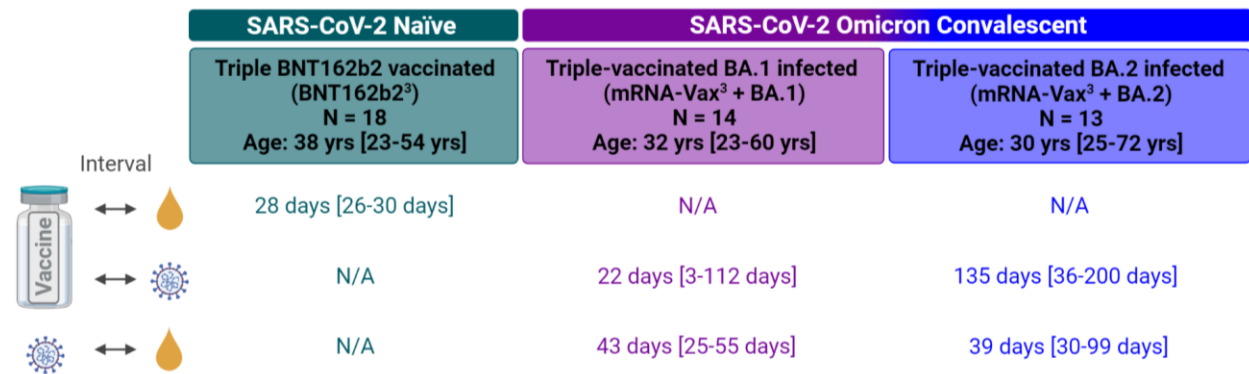 SARS-CoV-2 Naïve
SARS-CoV-2 Omicron Convalescent
Triple BNT162b2 vaccinated
(BNT162b2³)
N = 18
Age: 38 yrs [23-54 yrs]
Triple-vaccinated BA.1 infected
(mRNA-Vax³ + BA.1)
N = 14
Age: 32 yrs [23-60 yrs]
Triple-vaccinated BA.2 infected
(mRNA-Vax³ + BA.2)
N = 13
Age: 30 yrs [25-72 yrs]
Interval
Vaccine
28 days [26-30 days]
N/A
N/A
N/A
22 days [3-112 days]
135 days [36-200 days]
N/A
43 days [25-55 days]
39 days [30-99 days]